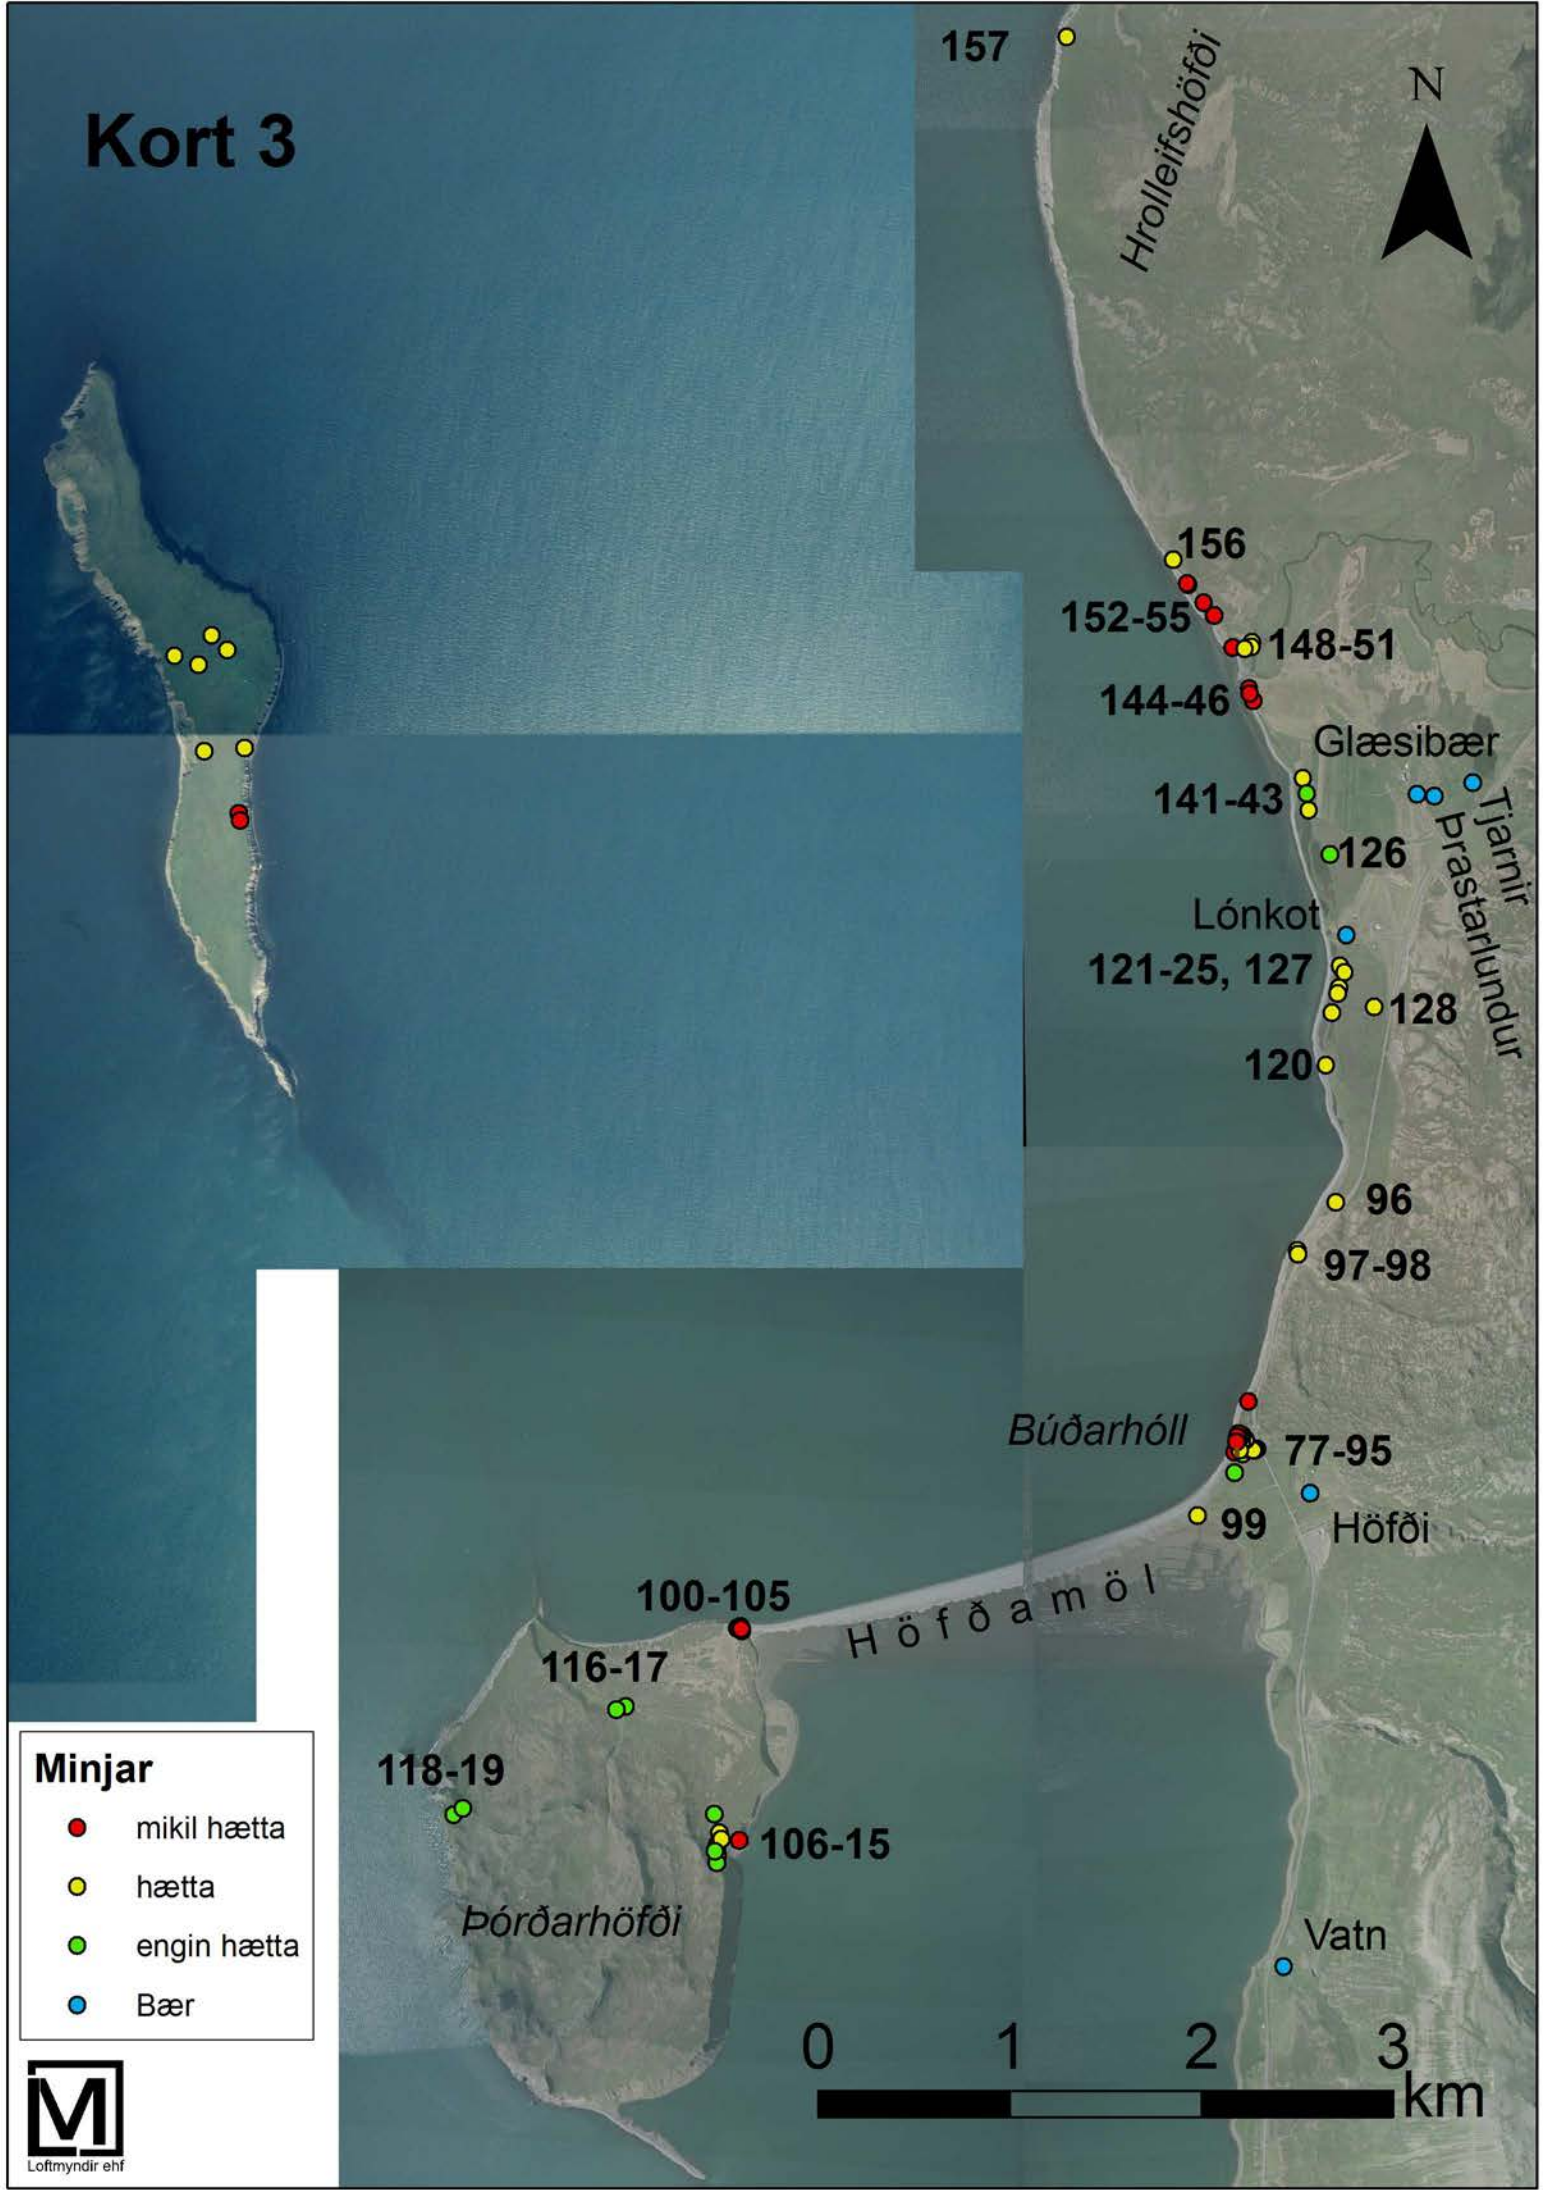 157
Hrolleifshöfði
N
Kort 3
156
152-55
148-51
144-46
Glæsibær
141-43
Tjarnir
Þrastarlundur
126
Lónkot
121-25, 127
128
120
96
97-98
Búðarhóll
77-95
99
Höfði
100-105
Höfðamöl
116-17
118-19
106-15
Þórðarhöfði
Vatn
Minjar
mikil hætta
hætta
engin hætta
Bær
0 1 2 3
km
M
Loftmyndir ehf